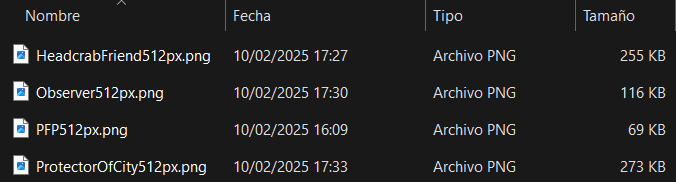 Nombre Fecha Tipo Tamaño
HeadcrabFriend512px.png 10/02/2025 17:27 Archivo PNG 255 KB
Observer512px.png 10/02/2025 17:30 Archivo PNG 116 KB
PFP512px.png 10/02/2025 16:09 Archivo PNG 69 KB
ProtectorOfCity512px.png 10/02/2025 17:33 Archivo PNG 273 KB